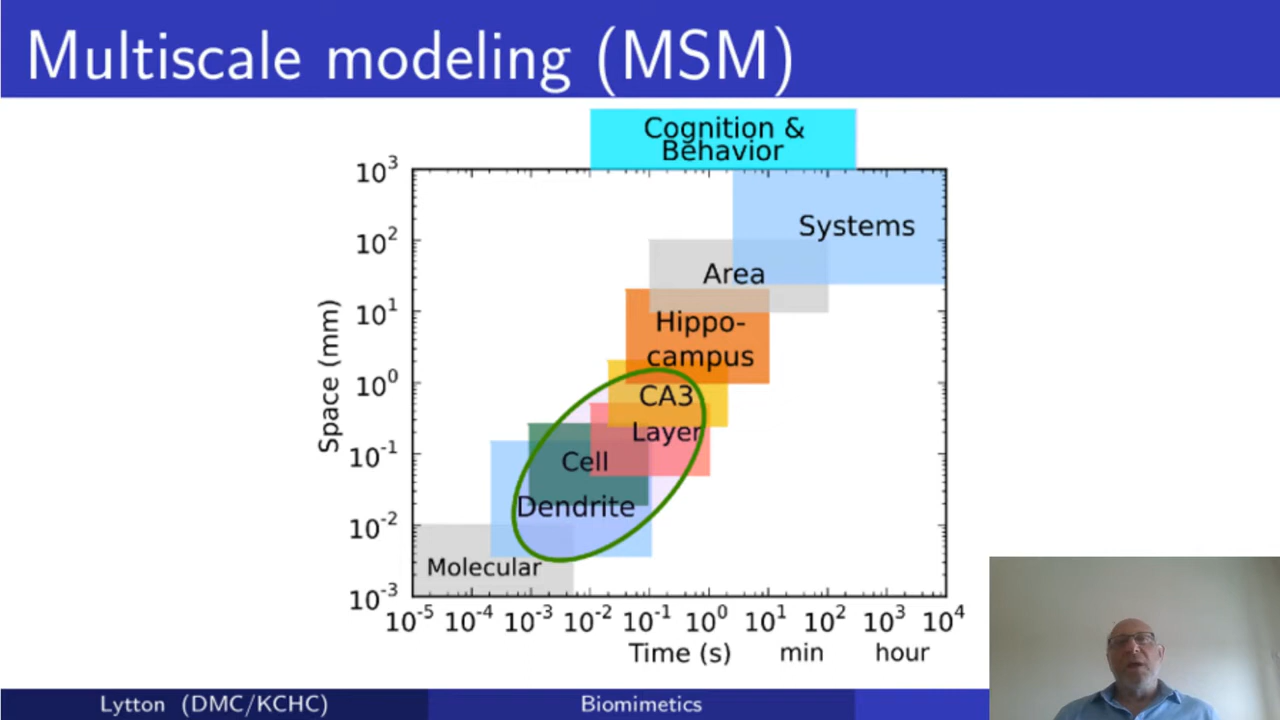 Multiscale modeling (MSM)
Cognition &
Behavior
10³
10²
10¹
10⁰
10⁻¹
10⁻²
10⁻³
Space (mm)
Systems
Area
Hippo-
campus
CA3
Layer
Cell
Dendrite
Molecular
10⁻⁵ 10⁻⁴ 10⁻³ 10⁻² 10⁻¹ 10⁰ 10¹ 10² 10³ 10⁴
Time (s) min hour
Lytton (DMC/KCHC) Biomimetics